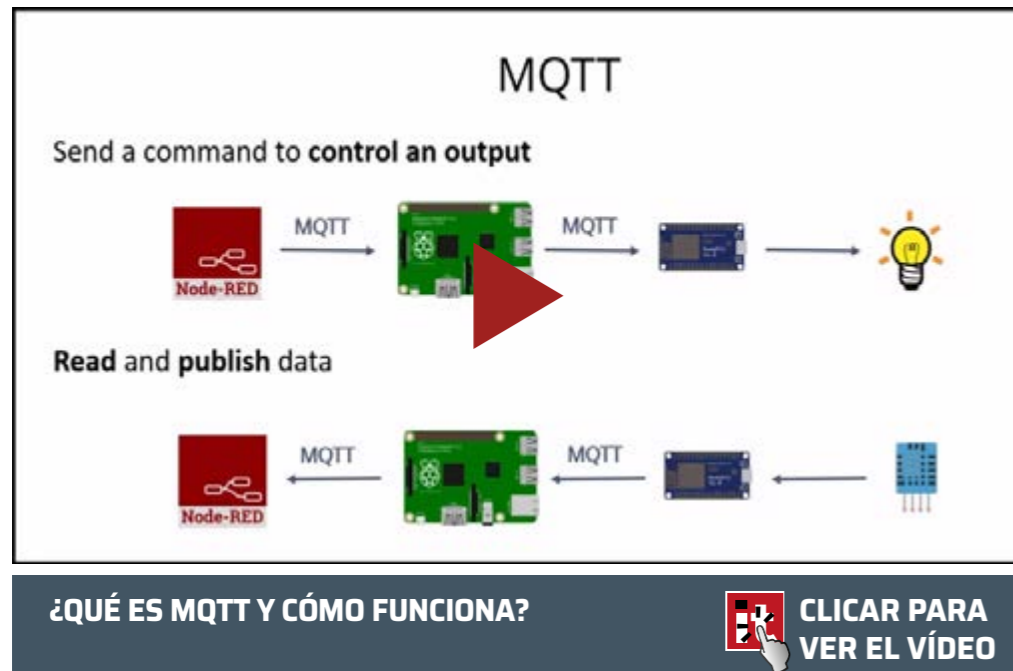 MQTT
Send a command to control an output
MQTT
MQTT
Node-RED
Read and publish data
MQTT
MQTT
Node-RED
¿QUÉ ES MQTT Y CÓMO FUNCIONA?
CLICAR PARA
VER EL VÍDEO